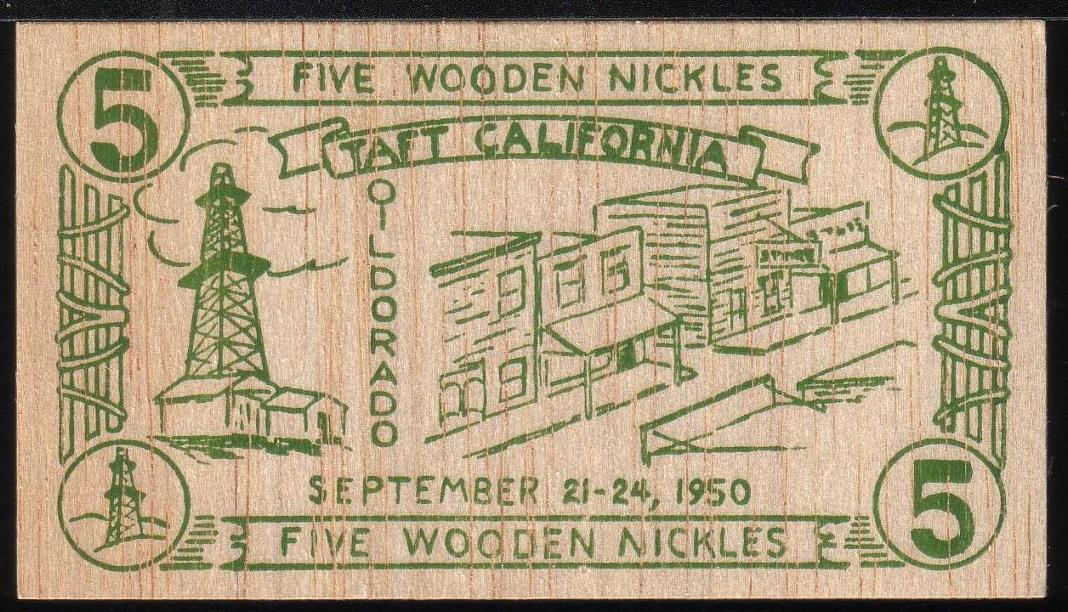 5
FIVE WOODEN NICKLES
TAFT CALIFORNIA
OILDORADO
SEPTEMBER 21-24, 1950
FIVE WOODEN NICKLES
5